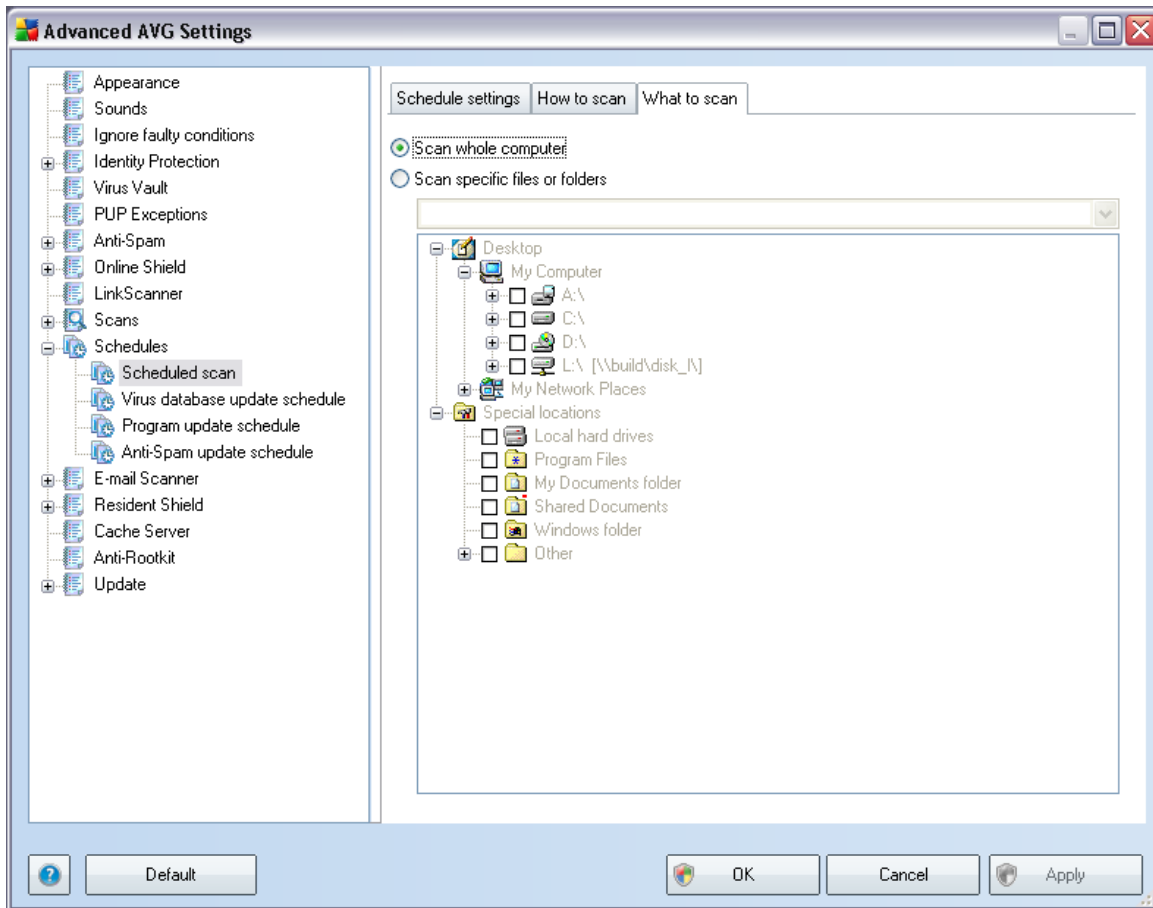 Advanced AVG Settings
Appearance
Sounds
Ignore faulty conditions
Identity Protection
Virus Vault
PUP Exceptions
Anti-Spam
Online Shield
LinkScanner
Scans
Schedules
Scheduled scan
Virus database update schedule
Program update schedule
Anti-Spam update schedule
E-mail Scanner
Resident Shield
Cache Server
Anti-Rootkit
Update
Schedule settings
How to scan
What to scan
Scan whole computer
Scan specific files or folders
Desktop
My Computer
A:\
C:\
D:\
L:\ [\\build\disk_l\]
My Network Places
Special locations
Local hard drives
Program Files
My Documents folder
Shared Documents
Windows folder
Other
Default
OK
Cancel
Apply